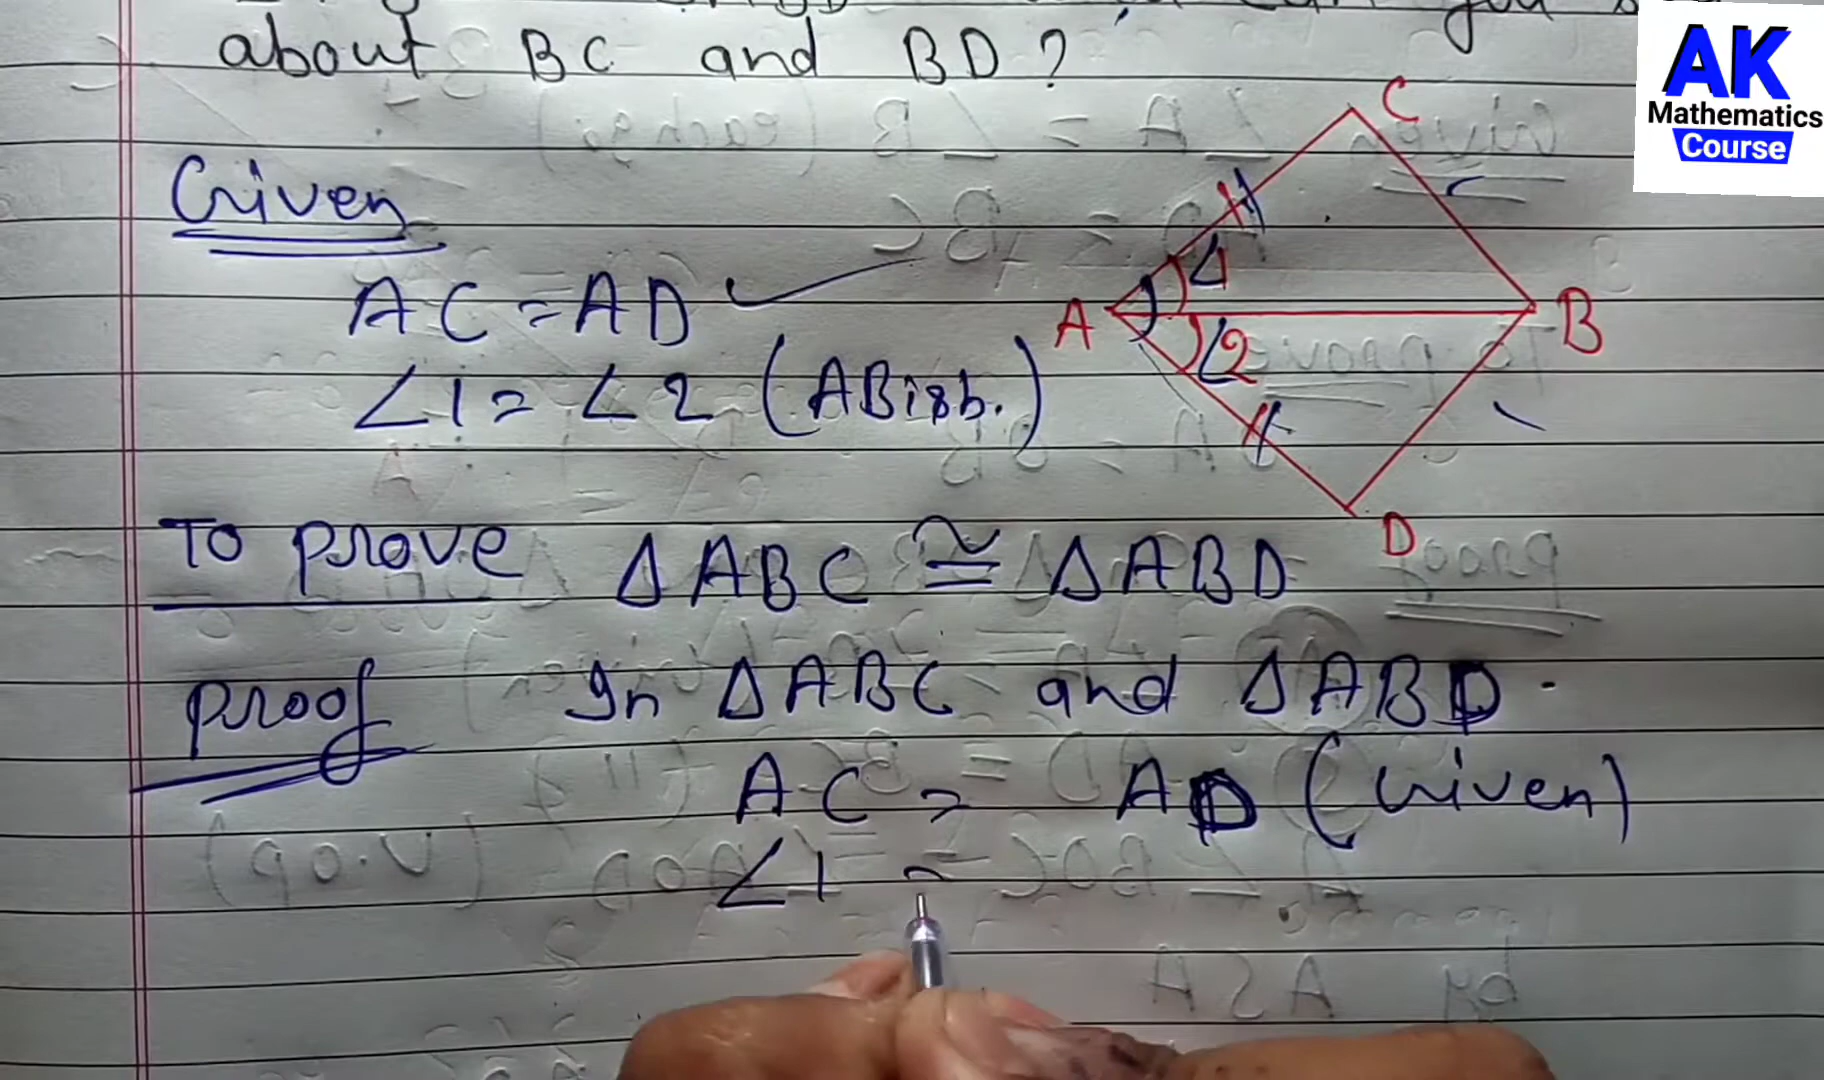 about BC and BD?
AK
Mathematics
Course
Given
AC = AD
∠1 = ∠2 (AB is b.)
C
∠1
A
B
∠2
D
To prove ΔABC ≅ ΔABD
Proof In ΔABC and ΔABD.
AC = AD (Given)
∠1 =